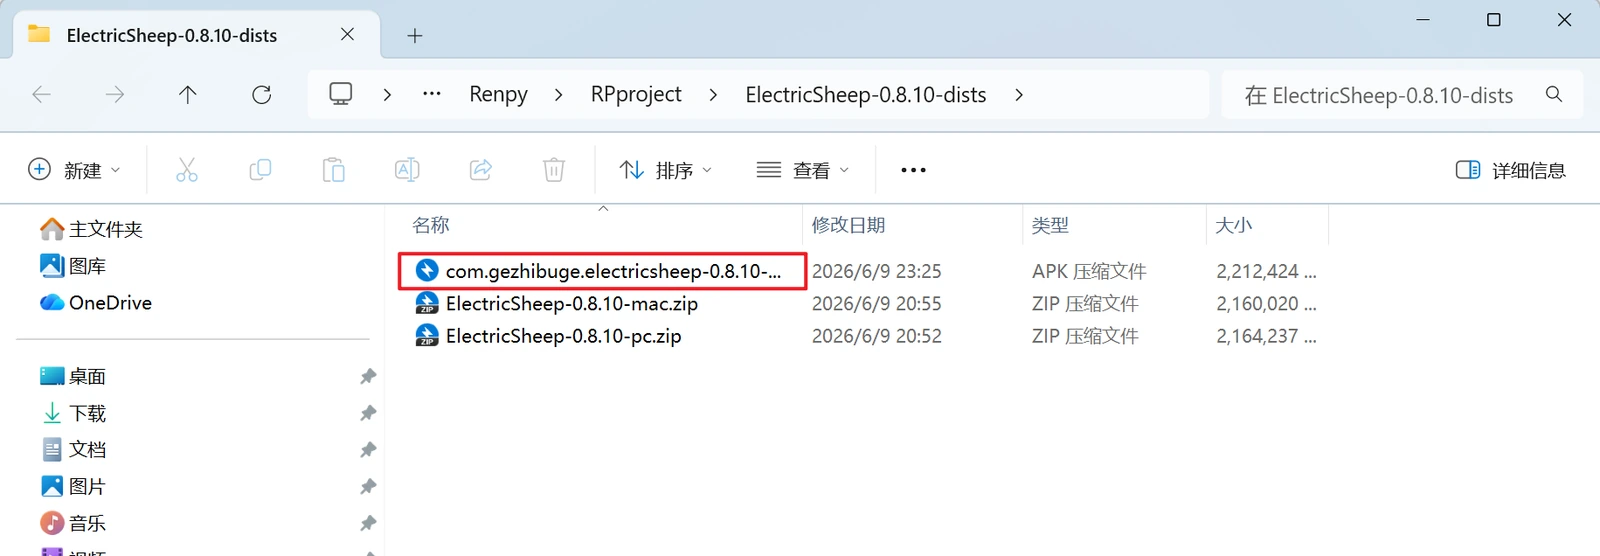 ElectricSheep-0.8.10-dists
Renpy RPproject ElectricSheep-0.8.10-dists 在 ElectricSheep-0.8.10-dists
新建 排序 查看 详细信息
主文件夹
图库
OneDrive
桌面
下载
文档
图片
音乐
名称 修改日期 类型 大小
com.gezhibuge.electricsheep-0.8.10-... 2026/6/9 23:25 APK 压缩文件 2,212,424 ...
ElectricSheep-0.8.10-mac.zip 2026/6/9 20:55 ZIP 压缩文件 2,160,020 ...
ElectricSheep-0.8.10-pc.zip 2026/6/9 20:52 ZIP 压缩文件 2,164,237 ...